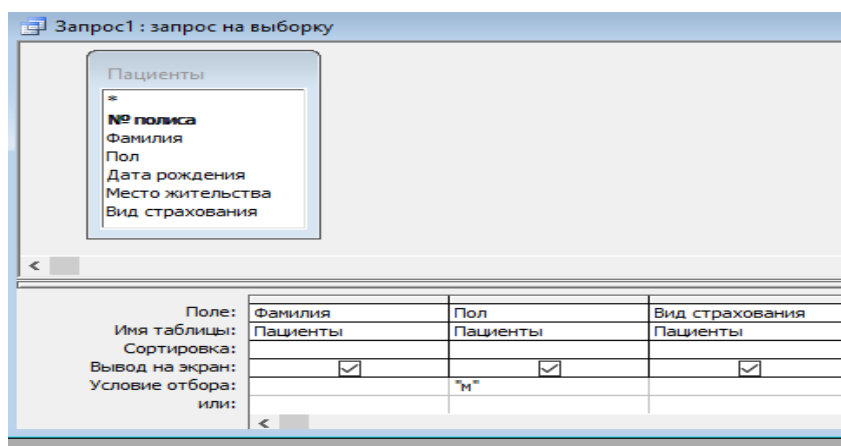 Запрос1 : запрос на выборку
Пациенты
*
№ полиса
Фамилия
Пол
Дата рождения
Место жительства
Вид страхования
Поле: Фамилия Пол Вид страхования
Имя таблицы: Пациенты Пациенты Пациенты
Сортировка:
Вывод на экран:
Условие отбора: "м"
или: